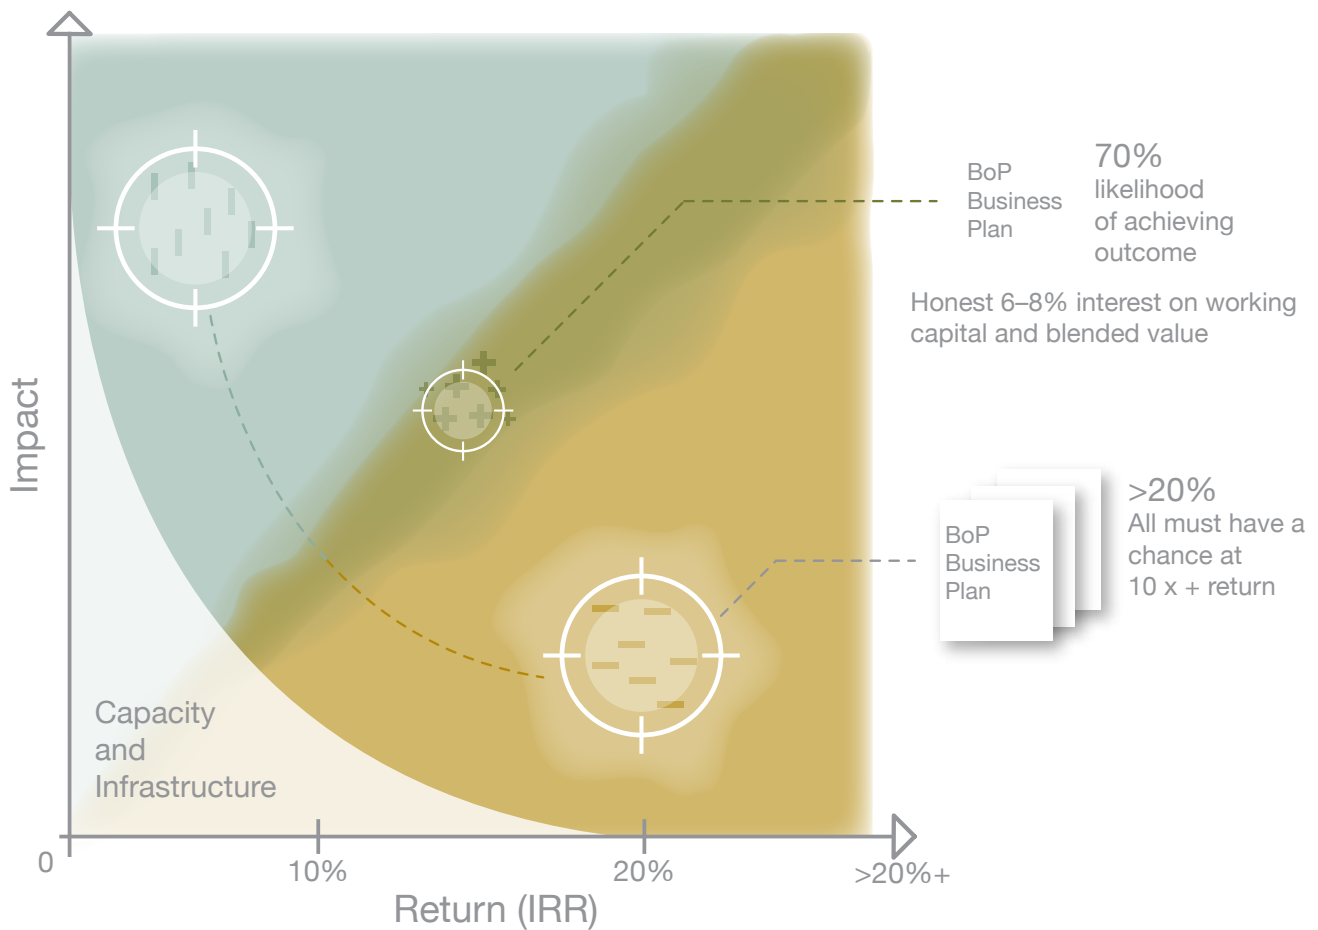 BoP
Business
Plan
70%
likelihood
of achieving
outcome
Honest 6–8% interest on working
capital and blended value
Impact
BoP
Business
Plan
>20%
All must have a
chance at
10 x + return
Capacity
and
Infrastructure
0
10%
20%
>20%+
Return (IRR)